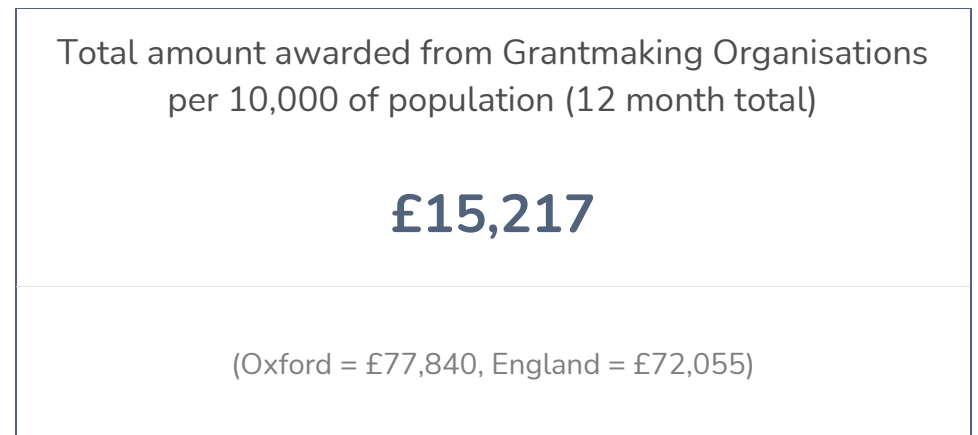 Total amount awarded from Grantmaking Organisations
per 10,000 of population (12 month total)
£15,217
(Oxford = £77,840, England = £72,055)